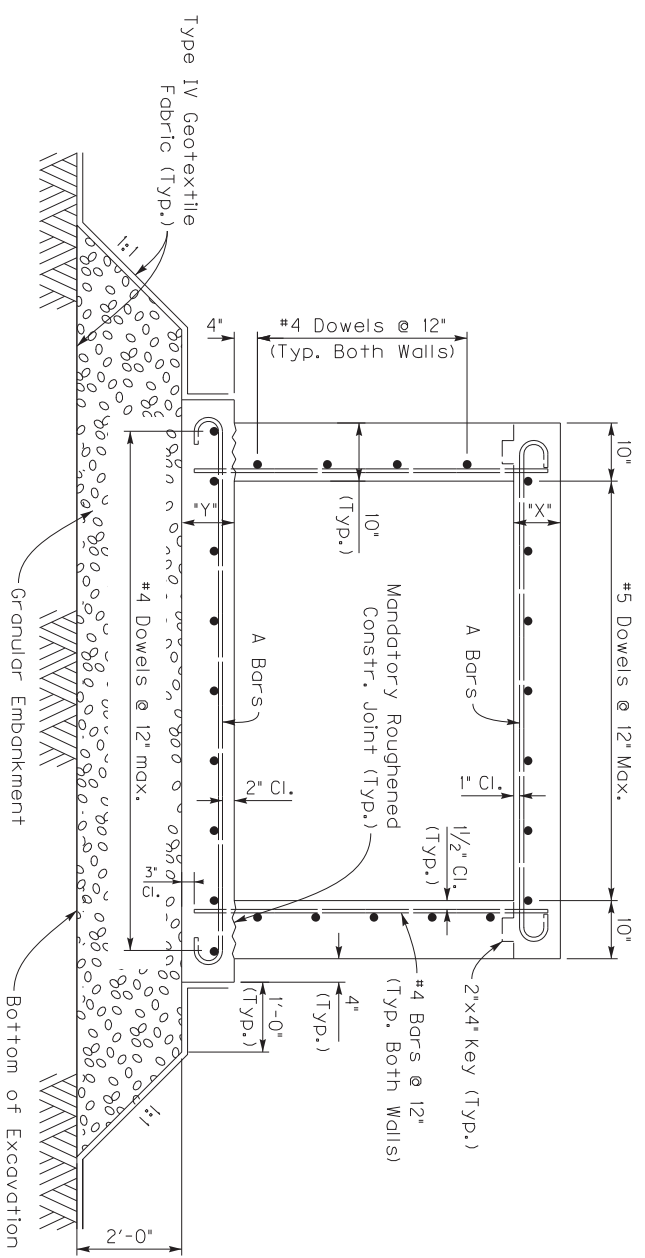 10"
#5 Dowels @ 12" Max.
10"
"X"
A Bars
1" Cl.
2"x4" Key (Typ.)
#4 Dowels @ 12"
(Typ. Both Walls)
10"
(Typ.)
Mandatory Roughened
Constr. Joint (Typ.)
1 1/2" Cl.
(Typ.)
#4 Bars @ 12"
(Typ. Both Walls)
4"
"Y"
A Bars
2" Cl.
4"
(Typ.)
1'-0"
(Typ.)
Type IV Geotextile
Fabric (Typ.)
1:1
#4 Dowels @ 12" max.
3"
Cl.
1:1
2'-0"
Granular Embankment
Bottom of Excavation